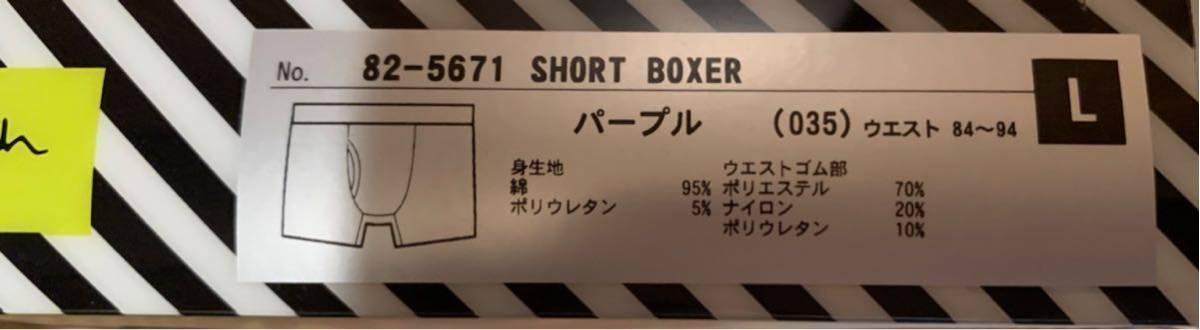 No. 82-5671 SHORT BOXER
パープル (035) ウエスト 84～94
L
身生地
綿 95%
ポリウレタン 5%
ウエストゴム部
ポリエステル 70%
ナイロン 20%
ポリウレタン 10%